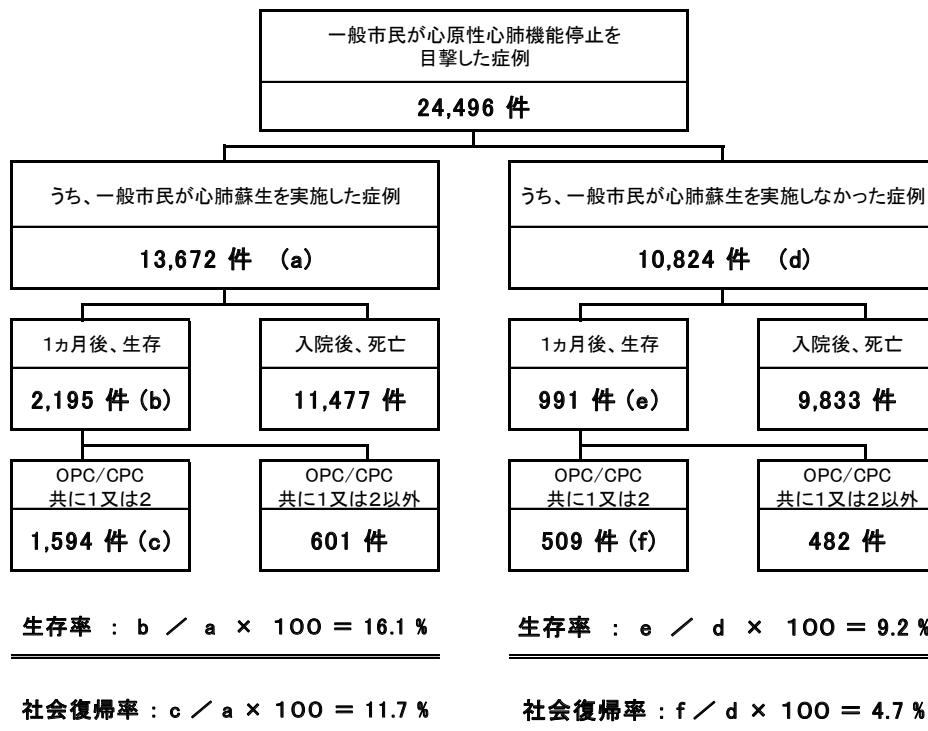 一般市民が心原性心肺機能停止を
目撃した症例
24,496 件
うち、一般市民が心肺蘇生を実施した症例
13,672 件 (a)
うち、一般市民が心肺蘇生を実施しなかった症例
10,824 件 (d)
1ヵ月後、生存
2,195 件 (b)
入院後、死亡
11,477 件
1ヵ月後、生存
991 件 (e)
入院後、死亡
9,833 件
OPC/CPC
共に1又は2
1,594 件 (c)
OPC/CPC
共に1又は2以外
601 件
OPC/CPC
共に1又は2
509 件 (f)
OPC/CPC
共に1又は2以外
482 件
生存率 : b / a × 100 = 16.1 %
生存率 : e / d × 100 = 9.2 %
社会復帰率 : c / a × 100 = 11.7 %
社会復帰率 : f / d × 100 = 4.7 %